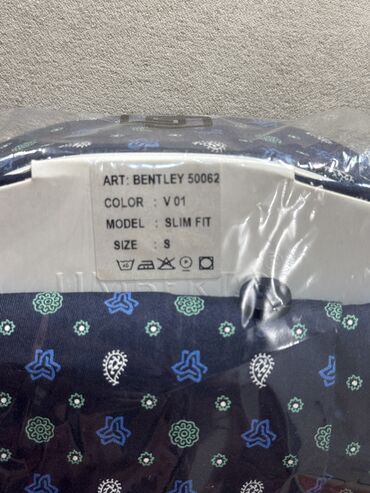 ART: BENTLEY 50062
COLOR : V 01
MODEL : SLIM FIT
SIZE : S